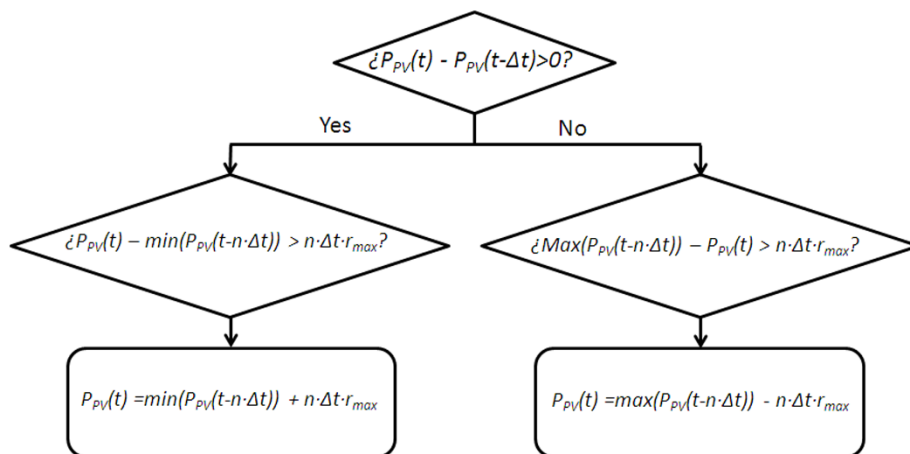 ¿P_PV(t) - P_PV(t-Δt)>0?
Yes
No
¿P_PV(t) – min(P_PV(t-n·Δt)) > n·Δt·r_max?
¿Max(P_PV(t-n·Δt)) – P_PV(t) > n·Δt·r_max?
P_PV(t) =min(P_PV(t-n·Δt)) + n·Δt·r_max
P_PV(t) =max(P_PV(t-n·Δt)) - n·Δt·r_max